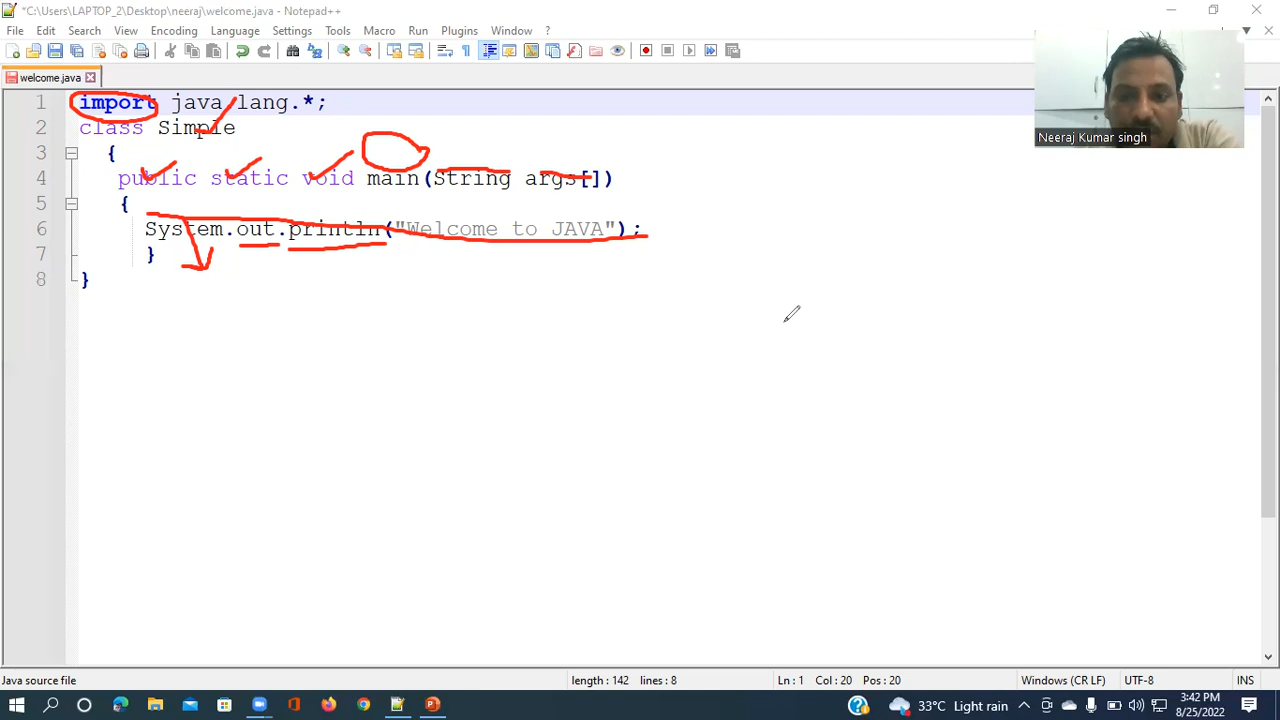 *C:\Users\LAPTOP_2\Desktop\neeraj\welcome.java - Notepad++
File Edit Search View Encoding Language Settings Tools Macro Run Plugins Window ?
welcome.java
1 import java.lang.*;
2 class Simple
3 {
4 public static void main(String args[])
5 {
6 System.out.println("Welcome to JAVA");
7 }
8 }
Neeraj Kumar singh
Java source file length : 142 lines : 8 Ln : 1 Col : 20 Pos : 20 Windows (CR LF) UTF-8 INS
33°C Light rain 3:42 PM
8/25/2022